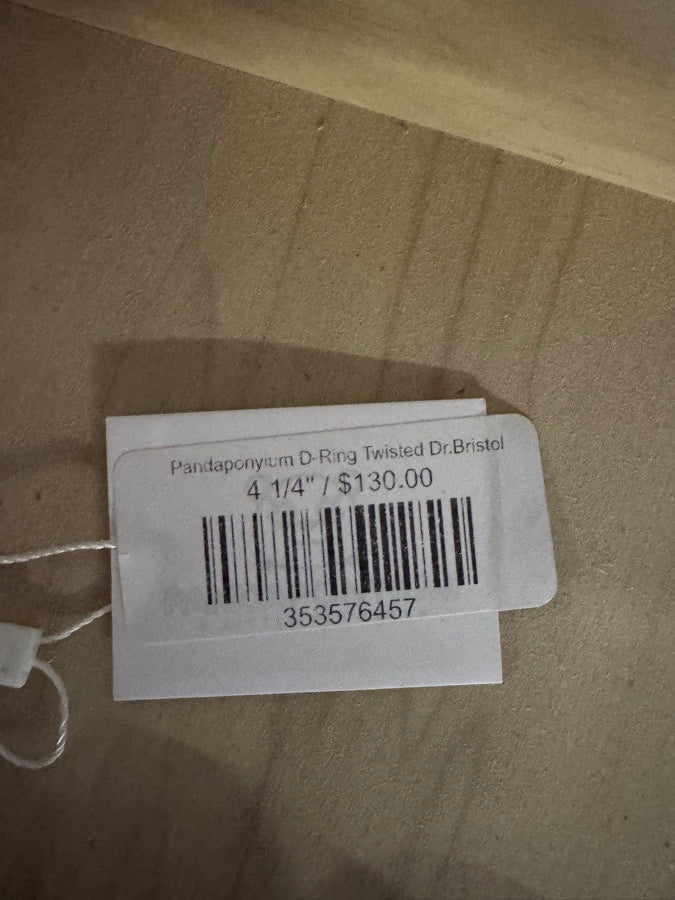 Pandaponyium D-Ring Twisted Dr.Bristol
4 1/4" / $130.00
353576457